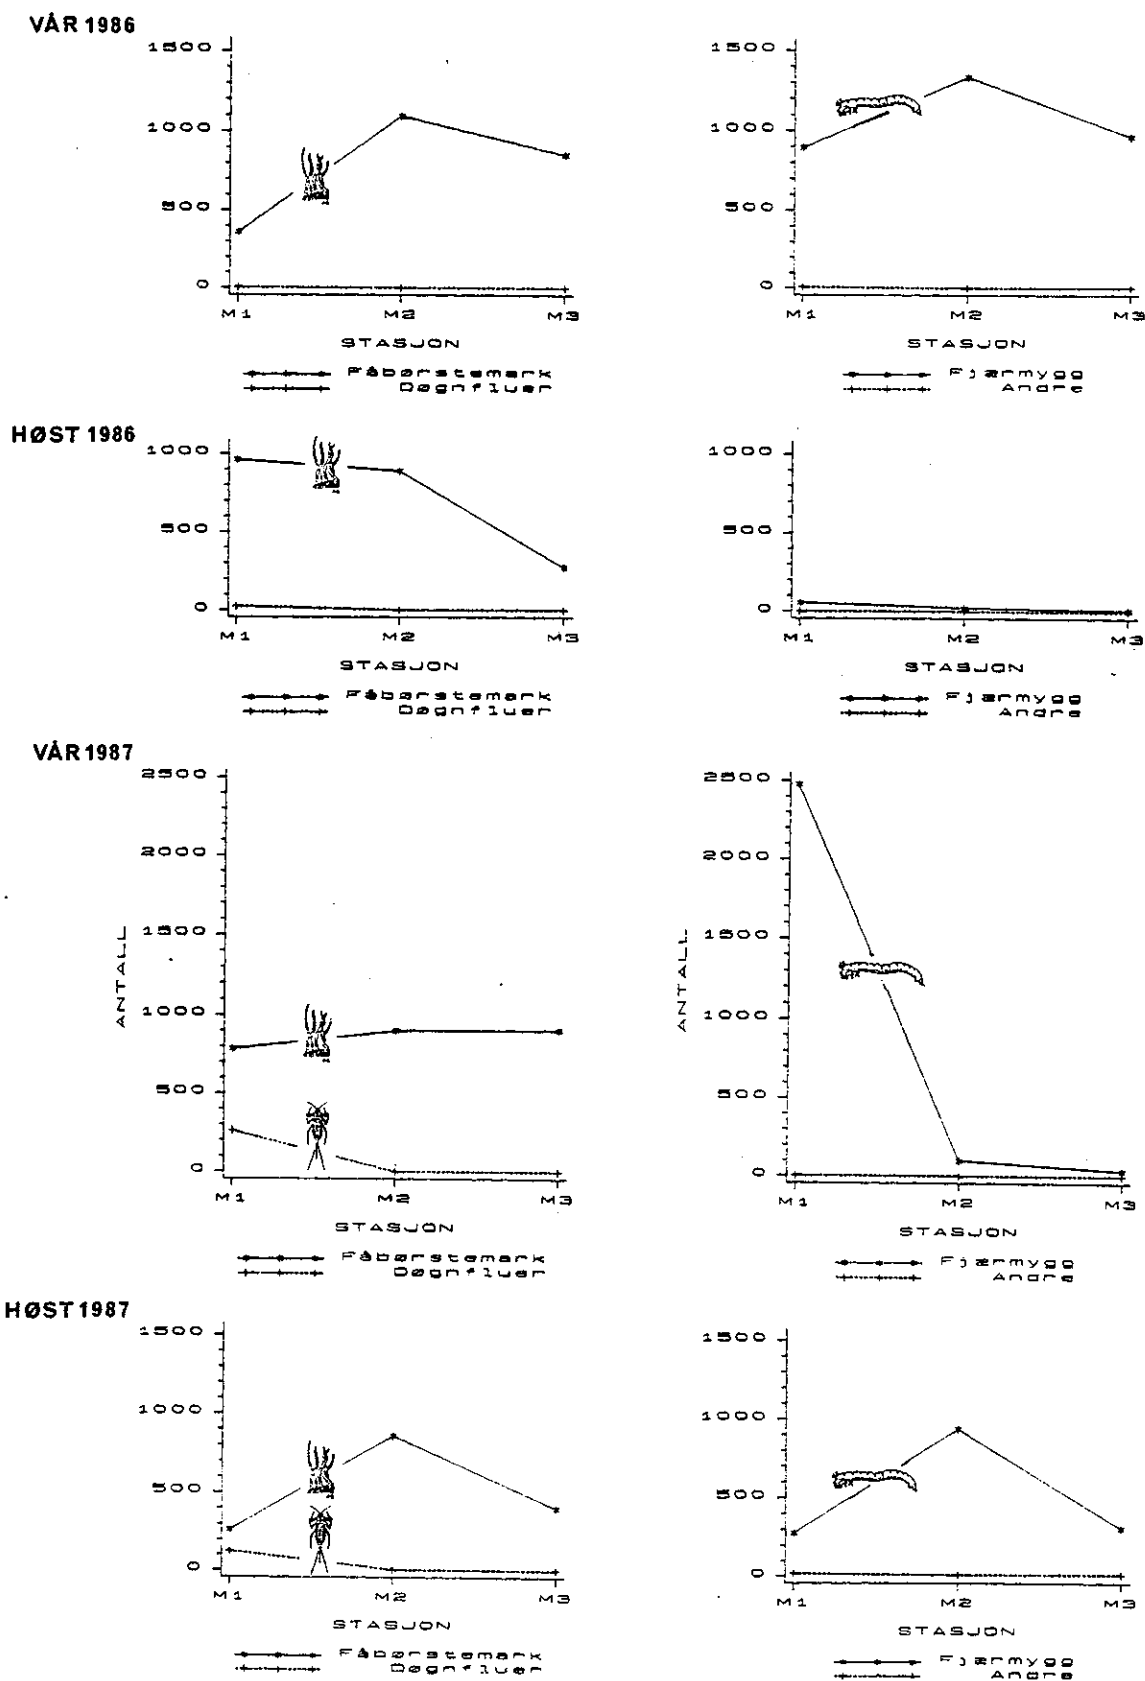 VÅR 1986
1500
1000
500
0
M1 M2 M3
STASJON
Fåbørstemark
Døgnfluer
1500
1000
500
0
M1 M2 M3
STASJON
Fjærmygg
Andre
HØST 1986
1000
500
0
M1 M2 M3
STASJON
Fåbørstemark
Døgnfluer
1000
500
0
M1 M2 M3
STASJON
Fjærmygg
Andre
VÅR 1987
2500
2000
1500
1000
500
0
ANTALL
M1 M2 M3
STASJON
Fåbørstemark
Døgnfluer
2500
2000
1500
1000
500
0
ANTALL
M1 M2 M3
STASJON
Fjærmygg
Andre
HØST 1987
1500
1000
500
0
M1 M2 M3
STASJON
Fåbørstemark
Døgnfluer
1500
1000
500
0
M1 M2 M3
STASJON
Fjærmygg
Andre